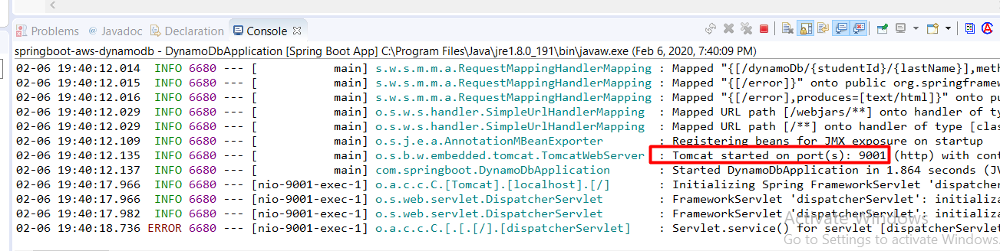 Problems @ Javadoc Declaration Console
springboot-aws-dynamodb - DynamoDbApplication [Spring Boot App] C:\Program Files\Java\jre1.8.0_191\bin\javaw.exe (Feb 6, 2020, 7:40:09 PM)
02-06 19:40:12.014 INFO 6680 --- [ main] s.w.s.m.m.a.RequestMappingHandlerMapping : Mapped "{[/dynamoDb/{studentId}/{lastName}],meth
02-06 19:40:12.015 INFO 6680 --- [ main] s.w.s.m.m.a.RequestMappingHandlerMapping : Mapped "{[/error]}" onto public org.springframew
02-06 19:40:12.016 INFO 6680 --- [ main] s.w.s.m.m.a.RequestMappingHandlerMapping : Mapped "{[/error],produces=[text/html]}" onto pu
02-06 19:40:12.029 INFO 6680 --- [ main] o.s.w.s.handler.SimpleUrlHandlerMapping : Mapped URL path [/webjars/**] onto handler of ty
02-06 19:40:12.029 INFO 6680 --- [ main] o.s.w.s.handler.SimpleUrlHandlerMapping : Mapped URL path [/**] onto handler of type [clas
02-06 19:40:12.109 INFO 6680 --- [ main] o.s.j.e.a.AnnotationMBeanExporter : Registering beans for JMX exposure on startup
02-06 19:40:12.135 INFO 6680 --- [ main] o.s.b.w.embedded.tomcat.TomcatWebServer : Tomcat started on port(s): 9001 (http) with cont
02-06 19:40:12.137 INFO 6680 --- [ main] com.springboot.DynamoDbApplication : Started DynamoDbApplication in 1.864 seconds (JV
02-06 19:40:17.966 INFO 6680 --- [nio-9001-exec-1] o.a.c.c.C.[Tomcat].[localhost].[/] : Initializing Spring FrameworkServlet 'dispatcher
02-06 19:40:17.966 INFO 6680 --- [nio-9001-exec-1] o.s.web.servlet.DispatcherServlet : FrameworkServlet 'dispatcherServlet': initializa
02-06 19:40:17.982 INFO 6680 --- [nio-9001-exec-1] o.s.web.servlet.DispatcherServlet : FrameworkServlet 'dispatcherServlet': initializa
02-06 19:40:18.736 ERROR 6680 --- [nio-9001-exec-1] o.a.c.c.C.[.[.[/].[dispatcherServlet] : Servlet.service() for servlet [dispatcherServlet
Activate Windows
Go to Settings to activate Windows.